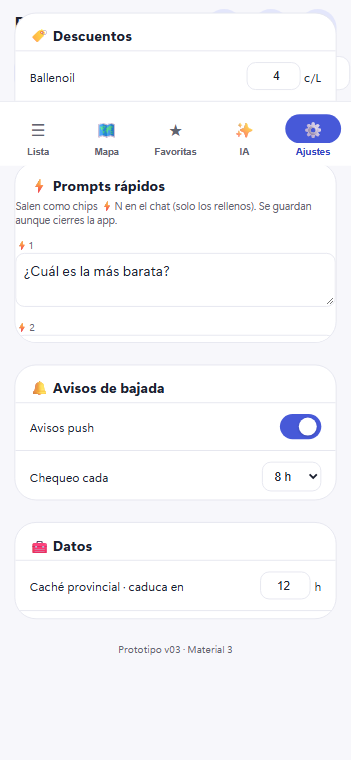 Descuentos
Ballenoil 4 c/L
Lista Mapa Favoritas IA Ajustes
Prompts rápidos
Salen como chips ⚡ N en el chat (solo los rellenos). Se guardan
aunque cierres la app.
⚡ 1
¿Cuál es la más barata?
⚡ 2
Avisos de bajada
Avisos push
Chequeo cada 8 h
Datos
Caché provincial · caduca en 12 h
Prototipo v03 · Material 3